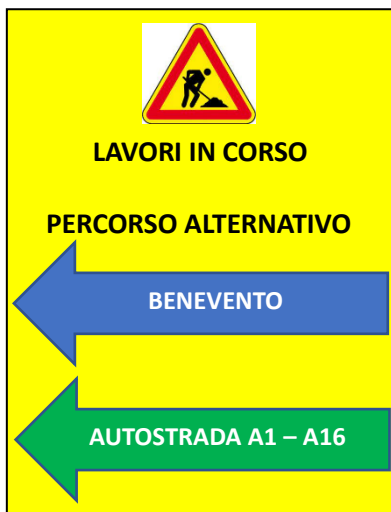 LAVORI IN CORSO
PERCORSO ALTERNATIVO
BENEVENTO
AUTOSTRADA A1 – A16